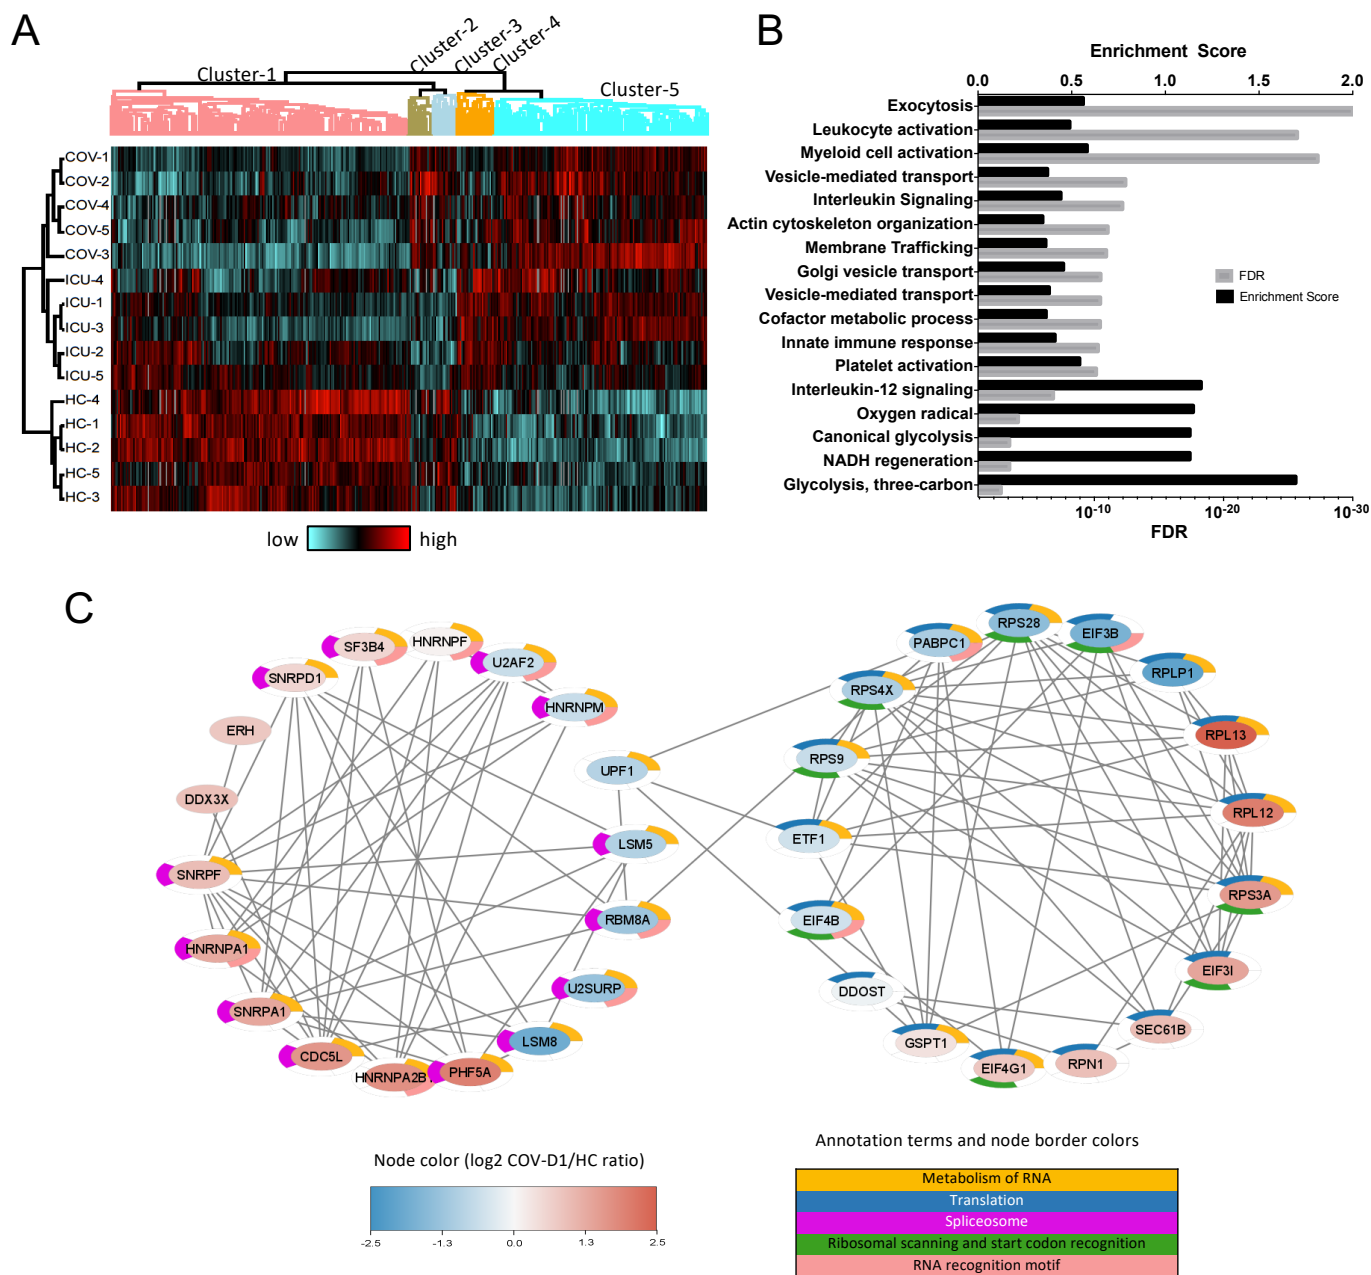 A
Cluster-1
Cluster-2
Cluster-3
Cluster-4
Cluster-5
COV-1
COV-2
COV-4
COV-5
COV-3
ICU-4
ICU-1
ICU-3
ICU-2
ICU-5
HC-4
HC-1
HC-2
HC-5
HC-3
low
high
B
Enrichment Score
0.0 0.5 1.0 1.5 2.0
Exocytosis
Leukocyte activation
Myeloid cell activation
Vesicle-mediated transport
Interleukin Signaling
Actin cytoskeleton organization
Membrane Trafficking
Golgi vesicle transport
Vesicle-mediated transport
Cofactor metabolic process
Innate immune response
Platelet activation
Interleukin-12 signaling
Oxygen radical
Canonical glycolysis
NADH regeneration
Glycolysis, three-carbon
FDR
Enrichment Score
10-10 10-20 10-30
FDR
C
SF3B4
HNRNPF
U2AF2
SNRPD1
HNRNPM
ERH
UPF1
DDX3X
LSM5
SNRPF
RBM8A
HNRNPA1
U2SURP
SNRPA1
LSM8
CDC5L
HNRNPA2B
PHF5A
RPS28
EIF3B
PABPC1
RPLP1
RPS4X
RPL13
RPS9
RPL12
ETF1
RPS3A
EIF4B
EIF3I
DDOST
SEC61B
GSPT1
RPN1
EIF4G1
Node color (log2 COV-D1/HC ratio)
-2.5 -1.3 0.0 1.3 2.5
Annotation terms and node border colors
Metabolism of RNA
Translation
Spliceosome
Ribosomal scanning and start codon recognition
RNA recognition motif